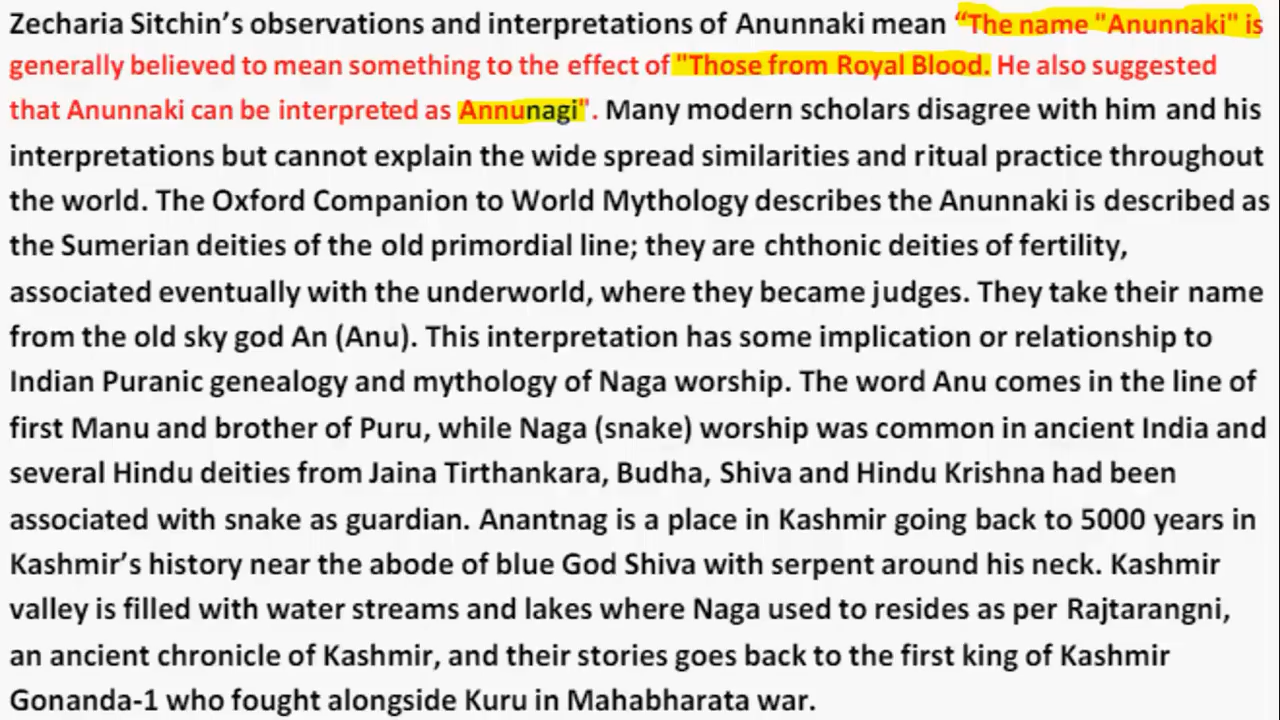 Zecharia Sitchin’s observations and interpretations of Anunnaki mean “The name "Anunnaki" is
generally believed to mean something to the effect of "Those from Royal Blood. He also suggested
that Anunnaki can be interpreted as Annunagi". Many modern scholars disagree with him and his
interpretations but cannot explain the wide spread similarities and ritual practice throughout
the world. The Oxford Companion to World Mythology describes the Anunnaki is described as
the Sumerian deities of the old primordial line; they are chthonic deities of fertility,
associated eventually with the underworld, where they became judges. They take their name
from the old sky god An (Anu). This interpretation has some implication or relationship to
Indian Puranic genealogy and mythology of Naga worship. The word Anu comes in the line of
first Manu and brother of Puru, while Naga (snake) worship was common in ancient India and
several Hindu deities from Jaina Tirthankara, Budha, Shiva and Hindu Krishna had been
associated with snake as guardian. Anantnag is a place in Kashmir going back to 5000 years in
Kashmir’s history near the abode of blue God Shiva with serpent around his neck. Kashmir
valley is filled with water streams and lakes where Naga used to resides as per Rajtarangni,
an ancient chronicle of Kashmir, and their stories goes back to the first king of Kashmir
Gonanda-1 who fought alongside Kuru in Mahabharata war.